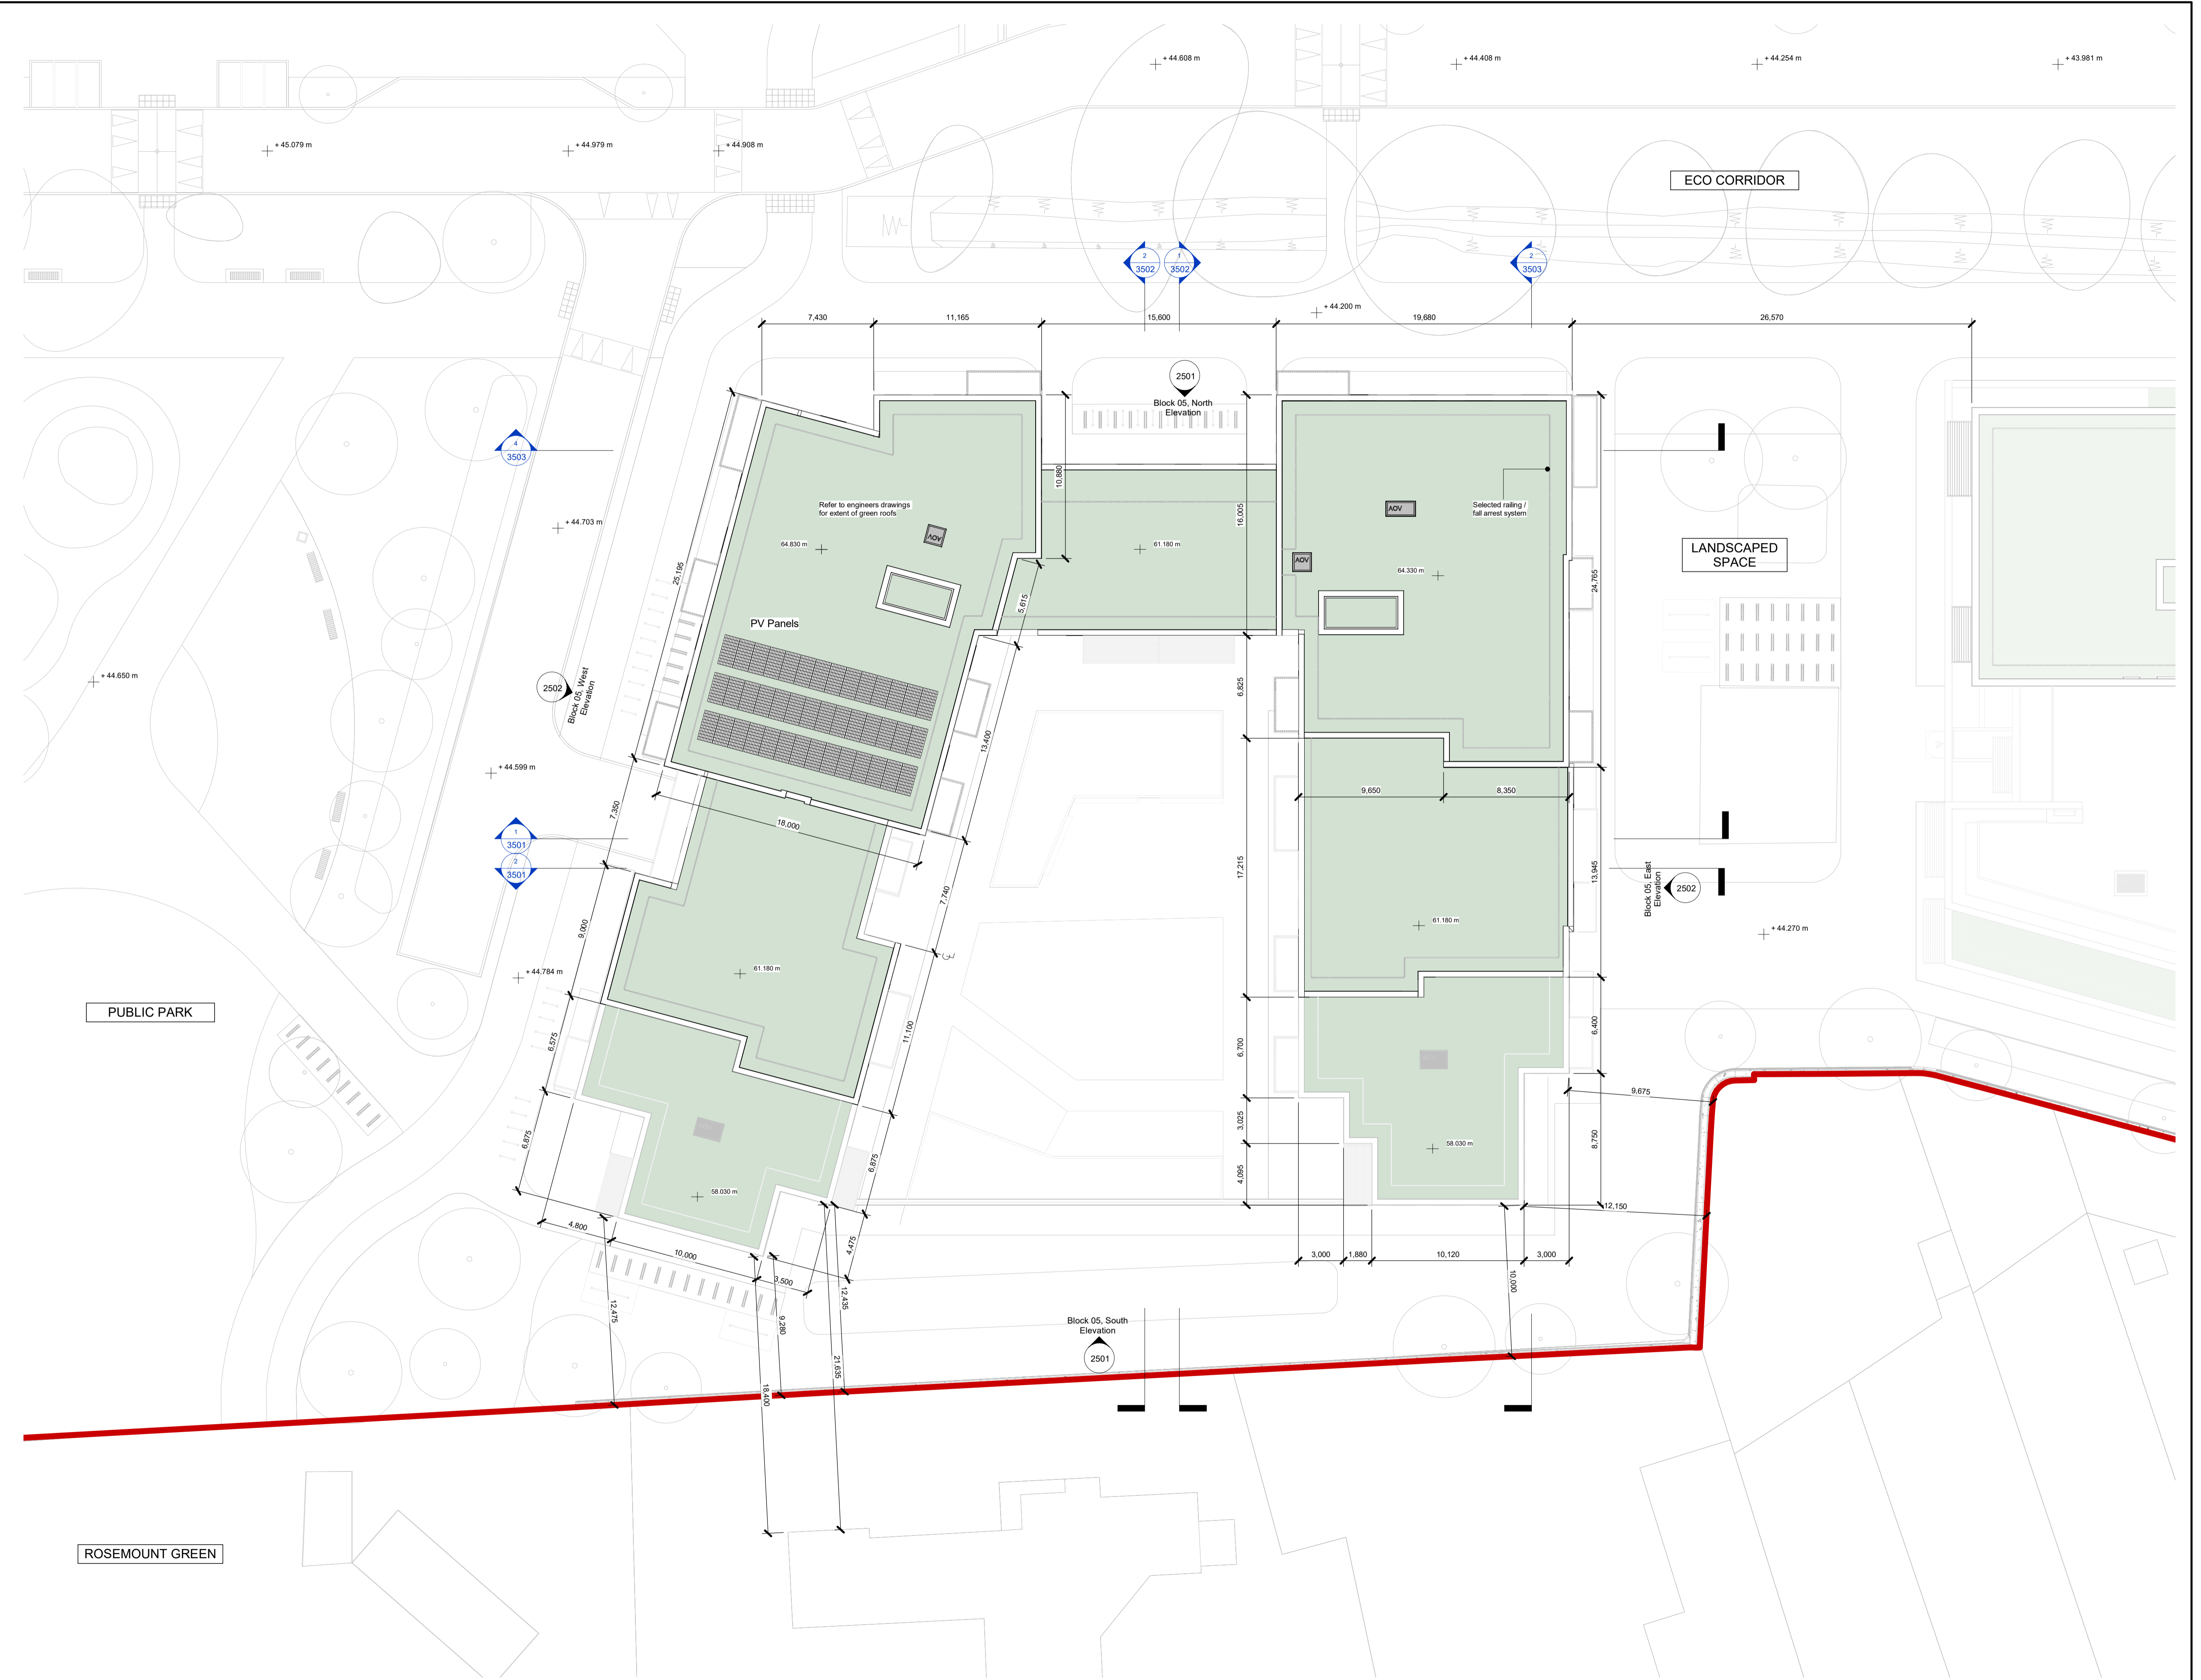 + 44.608 m
+ 44.408 m
+ 44.254 m
+ 43.981 m
+ 45.079 m
+ 44.979 m
+ 44.908 m
ECO CORRIDOR
2
3502
1
3502
2
3503
+ 44.200 m
7,430
11,165
15,600
19,680
26,570
2501
Block 05, North
Elevation
4
3503
10,880
16,005
Refer to engineers drawings
for extent of green roofs
Selected railing /
fall arrest system
AOV
AOV
AOV
+ 44.703 m
64.830 m
61.180 m
64.330 m
LANDSCAPED
SPACE
25,195
24,765
5,615
PV Panels
+ 44.650 m
2502
Block 05, West
Elevation
6,825
13,400
+ 44.599 m
9,650
8,350
7,350
18,000
1
3501
2
3501
17,215
13,945
7,740
Block 05, East
Elevation
2502
9,000
61.180 m
+ 44.270 m
61.180 m
+ 44.784 m
PUBLIC PARK
6,575
11,100
6,700
6,400
9,675
6,875
3,025
8,750
58.030 m
6,875
4,095
58.030 m
12,150
4,800
10,000
3,500
4,475
3,000
1,880
10,120
3,000
12,475
9,280
12,435
10,000
Block 05, South
Elevation
2501
18,400
21,635
ROSEMOUNT GREEN